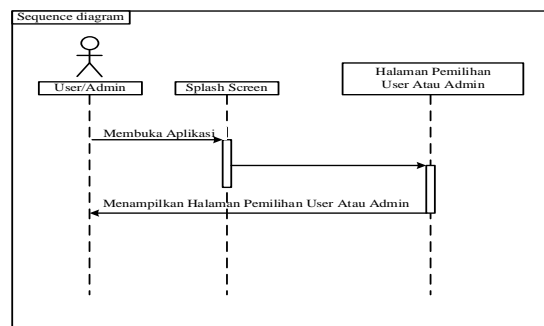 Sequence diagram
User/Admin
Splash Screen
Halaman Pemilihan
User Atau Admin
Membuka Aplikasi
Menampilkan Halaman Pemilihan User Atau Admin